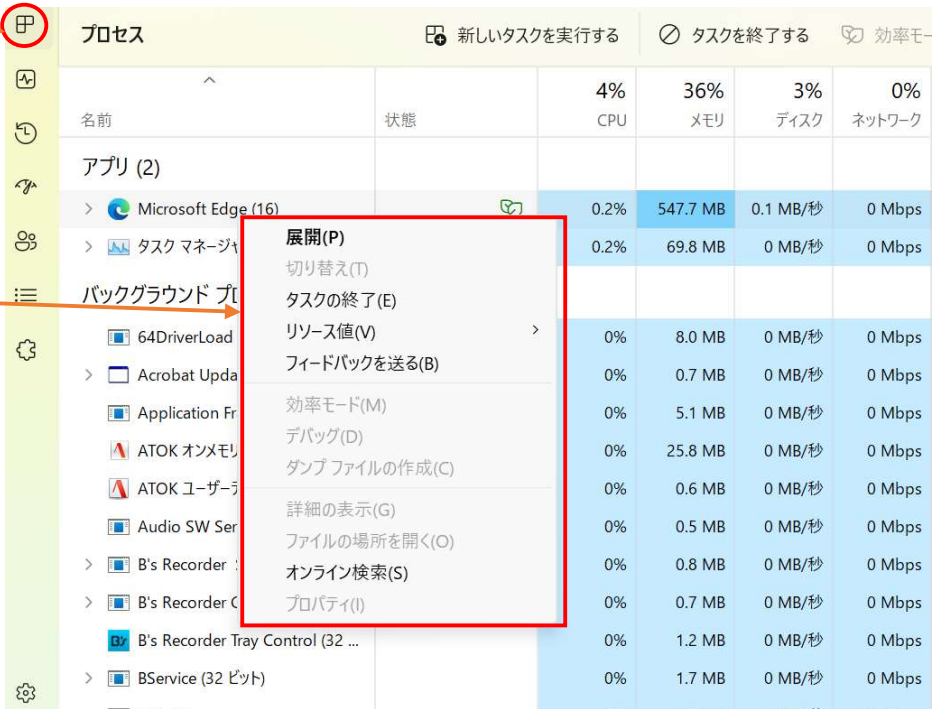 プロセス 新しいタスクを実行する タスクを終了する 効率モー
4% 36% 3% 0%
名前 状態 CPU メモリ ディスク ネットワーク
アプリ (2)
Microsoft Edge (16) 0.2% 547.7 MB 0.1 MB/秒 0 Mbps
タスク マネージャ 0.2% 69.8 MB 0 MB/秒 0 Mbps
バックグラウンド プロ
64DriverLoad 0% 8.0 MB 0 MB/秒 0 Mbps
Acrobat Upda 0% 0.7 MB 0 MB/秒 0 Mbps
Application Fr 0% 5.1 MB 0 MB/秒 0 Mbps
ATOK オンメモリ 0% 25.8 MB 0 MB/秒 0 Mbps
ATOK ユーザー 0% 0.6 MB 0 MB/秒 0 Mbps
Audio SW Ser 0% 0.5 MB 0 MB/秒 0 Mbps
B's Recorder 0% 0.8 MB 0 MB/秒 0 Mbps
B's Recorder C 0% 0.7 MB 0 MB/秒 0 Mbps
B's Recorder Tray Control (32 ... 0% 1.2 MB 0 MB/秒 0 Mbps
BService (32 ビット) 0% 1.7 MB 0 MB/秒 0 Mbps
展開(P)
切り替え(T)
タスクの終了(E)
リソース値(V)
フィードバックを送る(B)
効率モード(M)
デバッグ(D)
ダンプ ファイルの作成(C)
詳細の表示(G)
ファイルの場所を開く(O)
オンライン検索(S)
プロパティ(I)